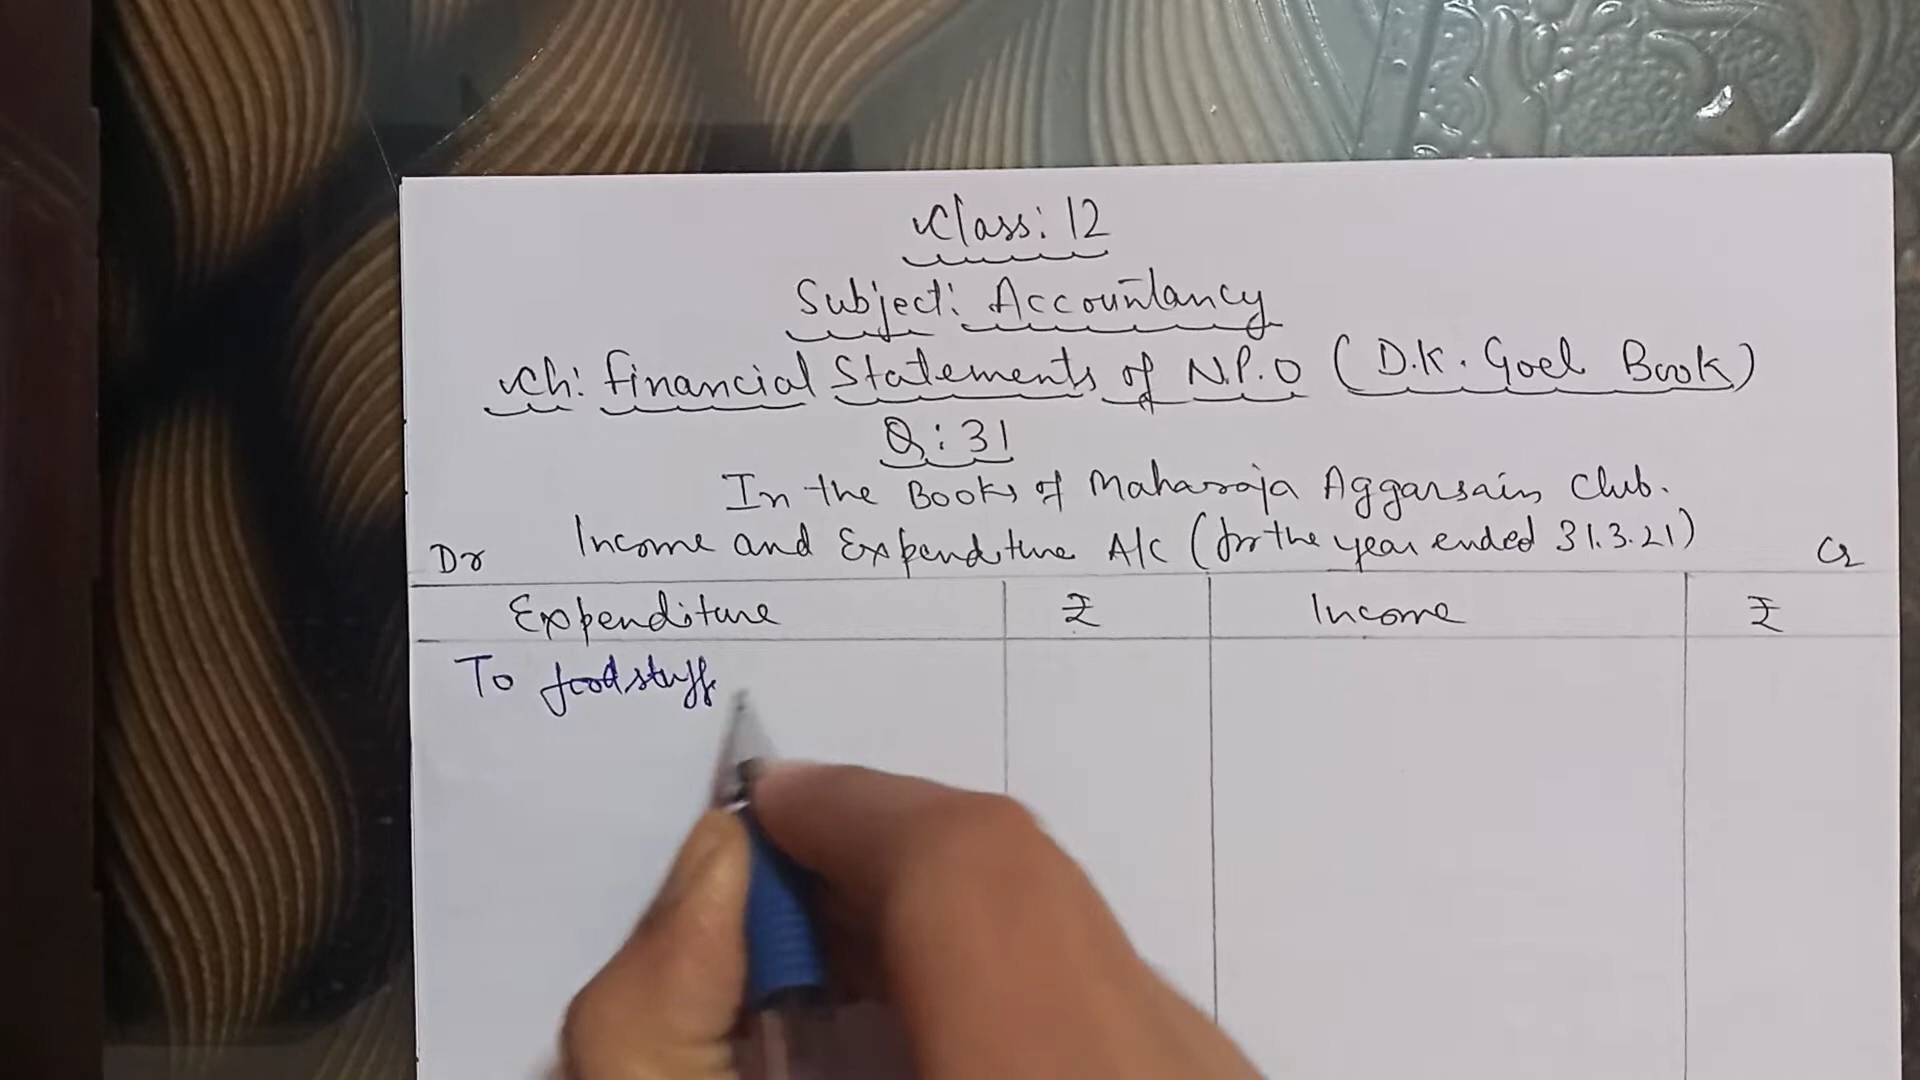 Class: 12
Subject: Accountancy
Ch: Financial Statements of N.P.O (D.K. Goel Book)
Q: 31
In the Books of Maharaja Aggarsain Club.
Dr Income and Expenditure A/c (for the year ended 31.3.21) Cr
Expenditure ₹ Income ₹
To foodstuff